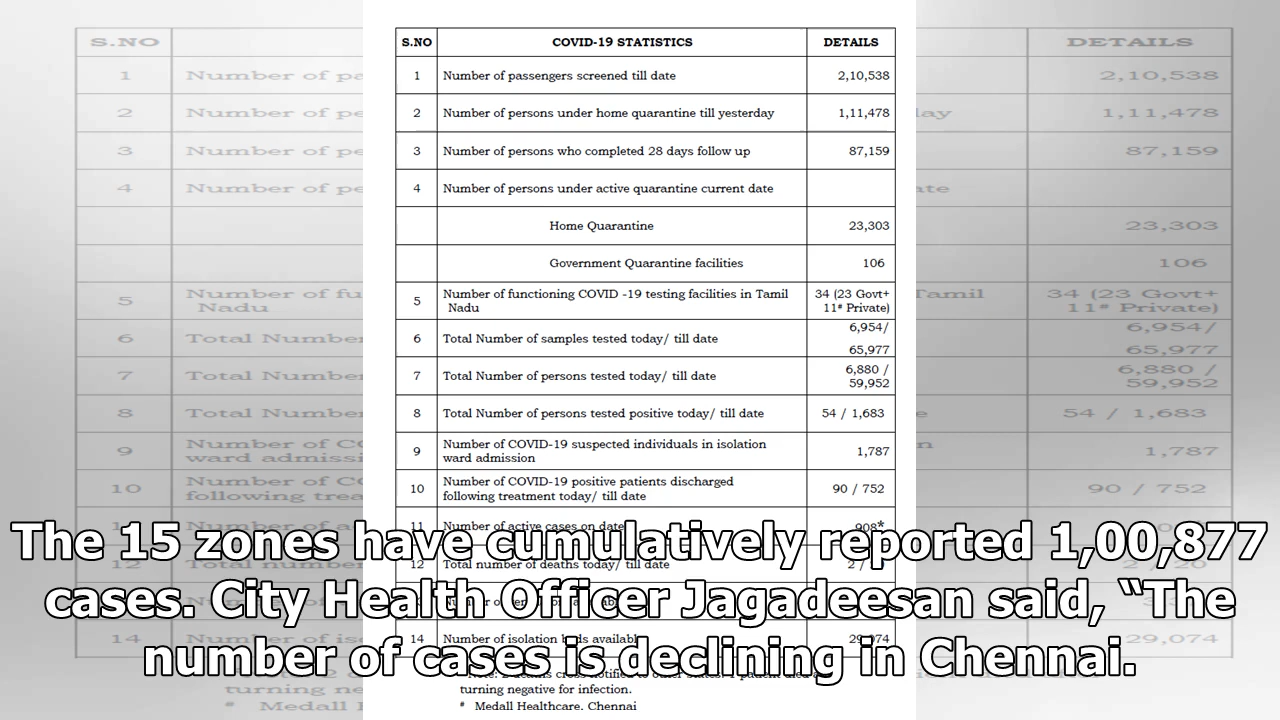 S.NO COVID-19 STATISTICS DETAILS
1 Number of passengers screened till date 2,10,538
2 Number of persons under home quarantine till yesterday 1,11,478
3 Number of persons who completed 28 days follow up 87,159
4 Number of persons under active quarantine current date
Home Quarantine 23,303
Government Quarantine facilities 106
5 Number of functioning COVID -19 testing facilities in Tamil Nadu 34 (23 Govt+
11# Private)
6 Total Number of samples tested today/ till date 6,954/
65,977
7 Total Number of persons tested today/ till date 6,880 /
59,952
8 Total Number of persons tested positive today/ till date 54 / 1,683
9 Number of COVID-19 suspected individuals in isolation
ward admission 1,787
10 Number of COVID-19 positive patients discharged
following treatment today/ till date 90 / 752
11 Number of active cases on date 908*
12 Total number of deaths today/ till date 2 / 20
14 Number of isolation beds available 29,074
turning negative for infection.
# Medall Healthcare, Chennai
The 15 zones have cumulatively reported 1,00,877
cases. City Health Officer Jagadeesan said, “The
number of cases is declining in Chennai.